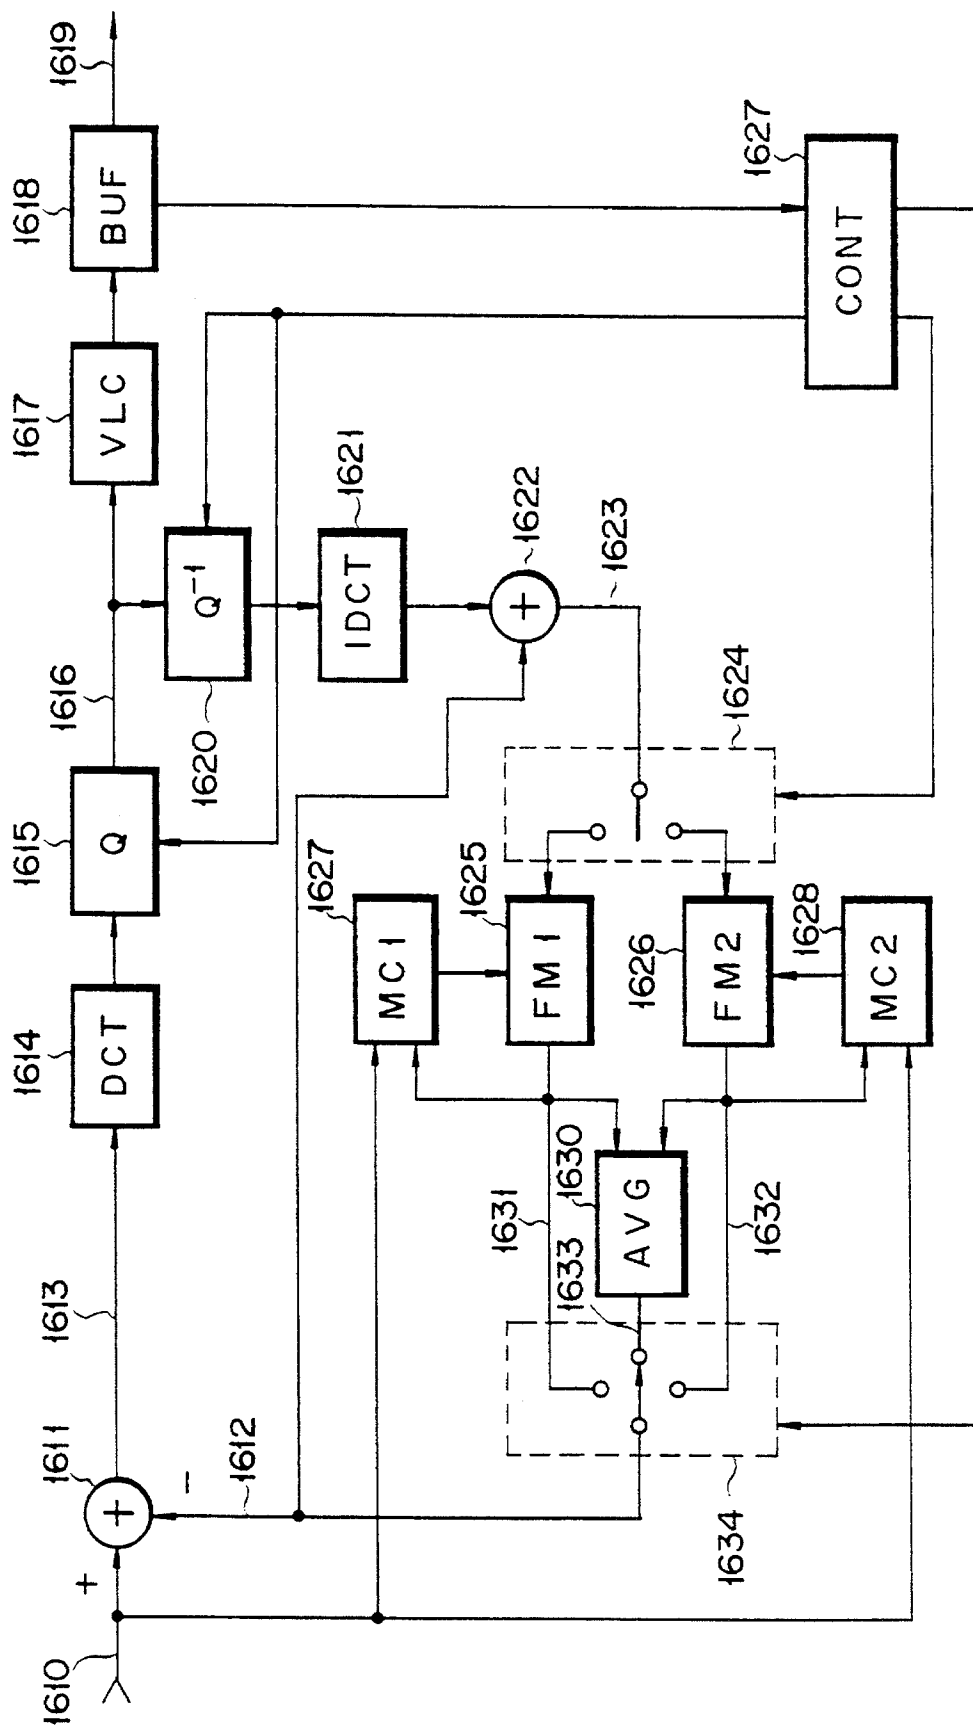 1610
+
1611
+
−
1612
1613
1614
DCT
1615
Q
1616
1617
VLC
1618
BUF
1619
1620
Q⁻¹
1621
IDCT
1622
+
1623
1624
1627
MC1
1625
FM1
1626
FM2
1628
MC2
1630
AVG
1631
1632
1633
1634
1627
CONT